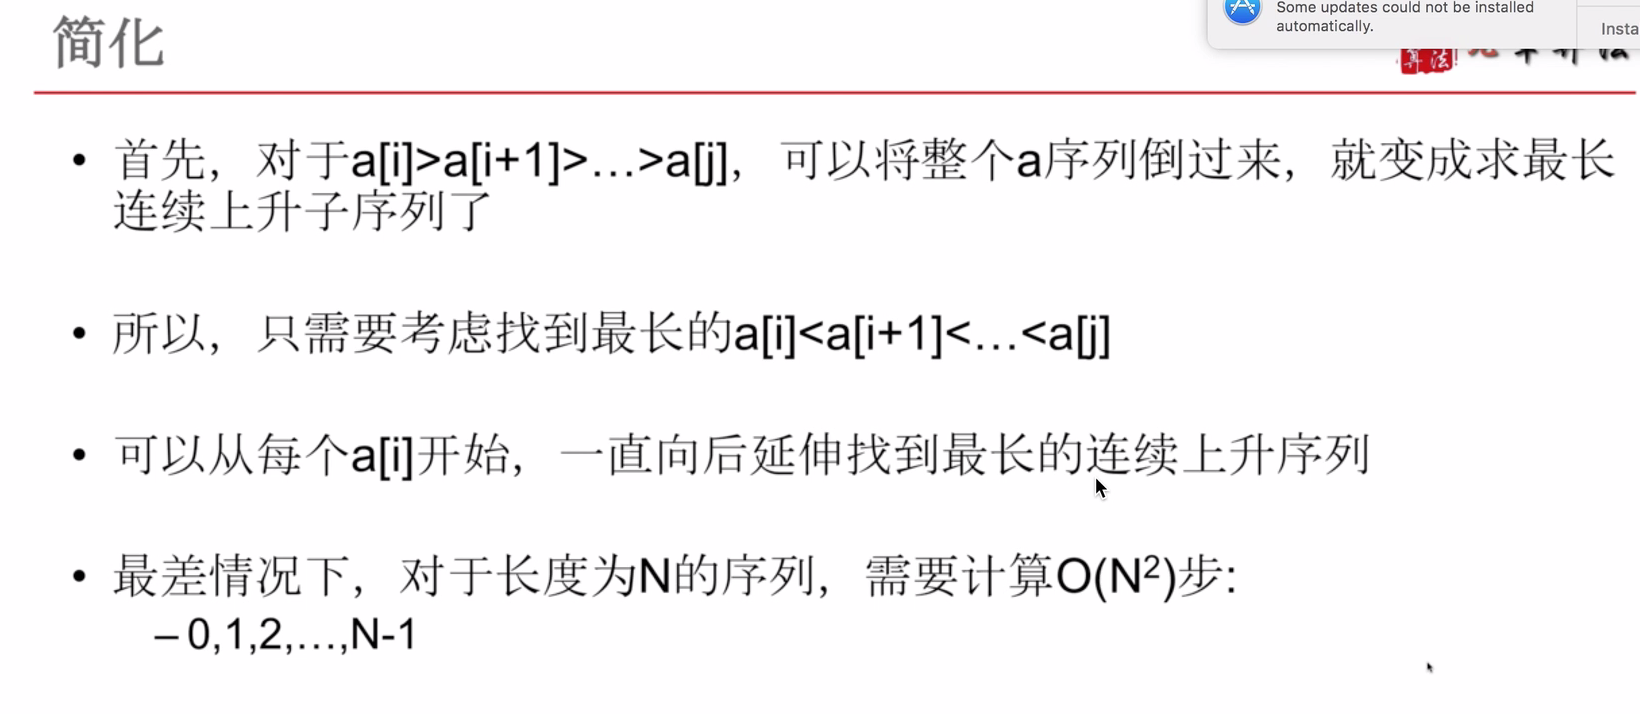 Some updates could not be installed
automatically.
Insta
简化
算法
• 首先，对于a[i]>a[i+1]>…>a[j]，可以将整个a序列倒过来，就变成求最长
连续上升子序列了
• 所以，只需要考虑找到最长的a[i]<a[i+1]<…<a[j]
• 可以从每个a[i]开始，一直向后延伸找到最长的连续上升序列
• 最差情况下，对于长度为N的序列，需要计算O(N²)步:
– 0,1,2,…,N-1